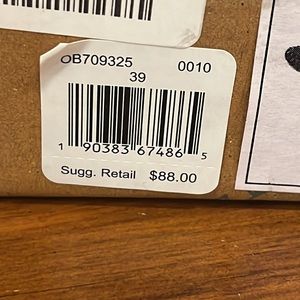 OB709325 0010
39
1 90383 67486 5
Sugg. Retail $88.00